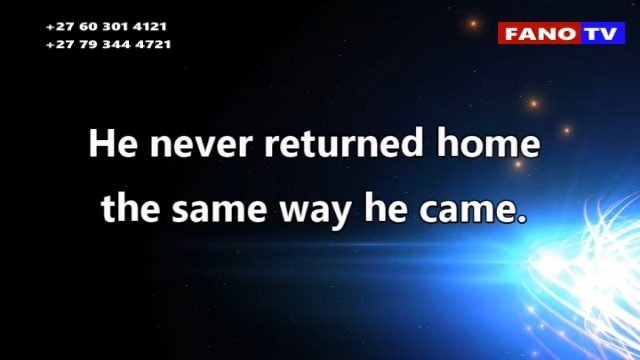 +27 60 301 4121
+27 79 344 4721
FANO TV
He never returned home
the same way he came.